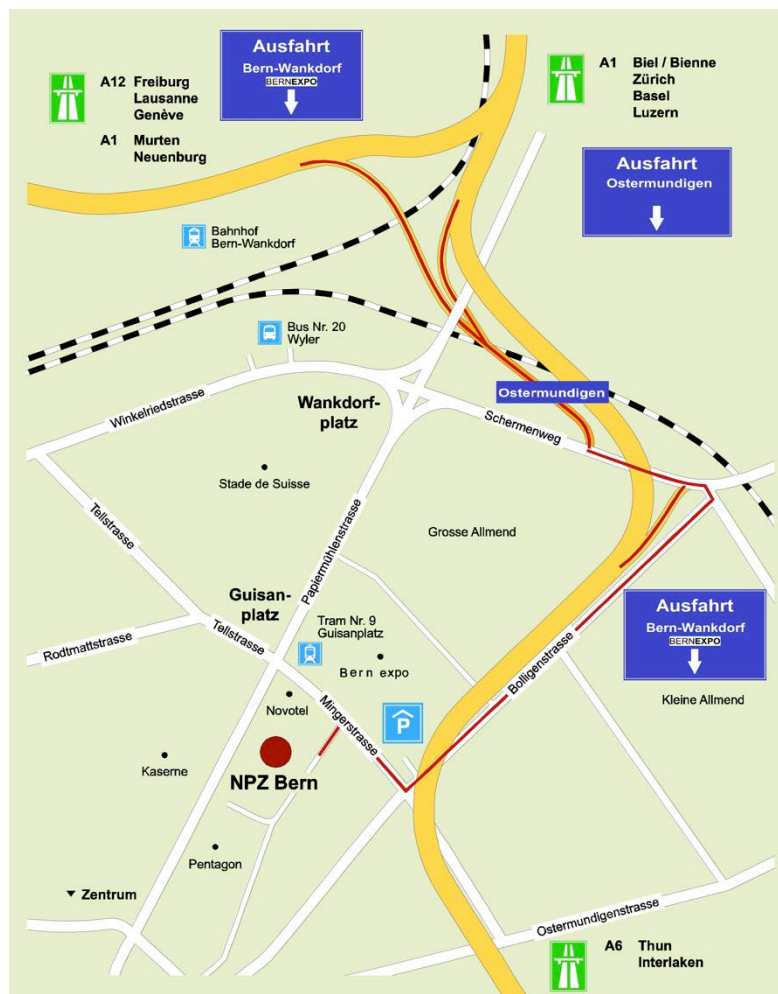 Ausfahrt
Bern-Wankdorf
BERNEXPO
A12 Freiburg
Lausanne
Genève
A1 Murten
Neuenburg
A1 Biel / Bienne
Zürich
Basel
Luzern
Ausfahrt
Ostermundigen
Bahnhof
Bern-Wankdorf
Bus Nr. 20
Wyler
Ostermundigen
Wankdorf-
platz
Schermenweg
Winkelriedstrasse
Stade de Suisse
Tellstrasse
Papiermühlenstrasse
Grosse Allmend
Guisan-
platz
Tram Nr. 9
Guisanplatz
Ausfahrt
Bern-Wankdorf
BERNEXPO
Rodtmattstrasse
Tellstrasse
Bern expo
Bolligenstrasse
Kleine Allmend
Novotel
Mingerstrasse
P
Kaserne
NPZ Bern
Pentagon
Zentrum
Ostermundigenstrasse
A6 Thun
Interlaken